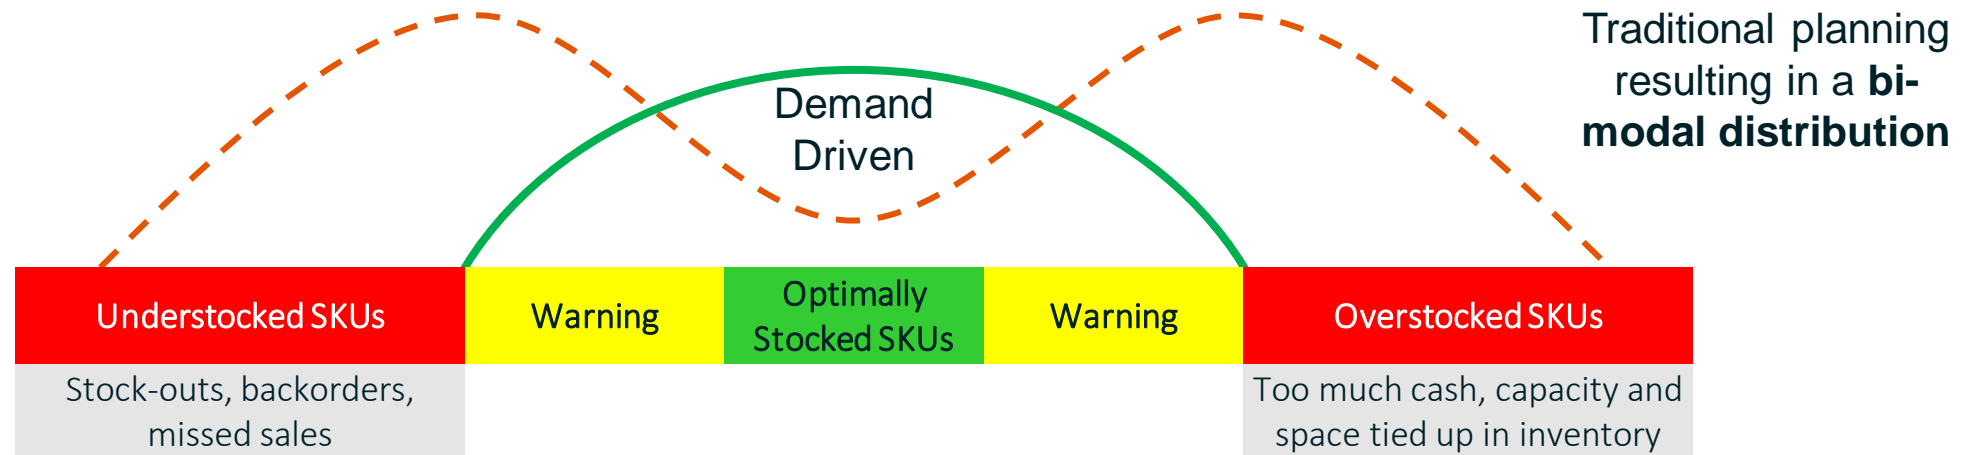 Traditional planning
resulting in a bi-
modal distribution
Demand
Driven
Understocked SKUs
Warning
Optimally
Stocked SKUs
Warning
Overstocked SKUs
Stock-outs, backorders,
missed sales
Too much cash, capacity and
space tied up in inventory